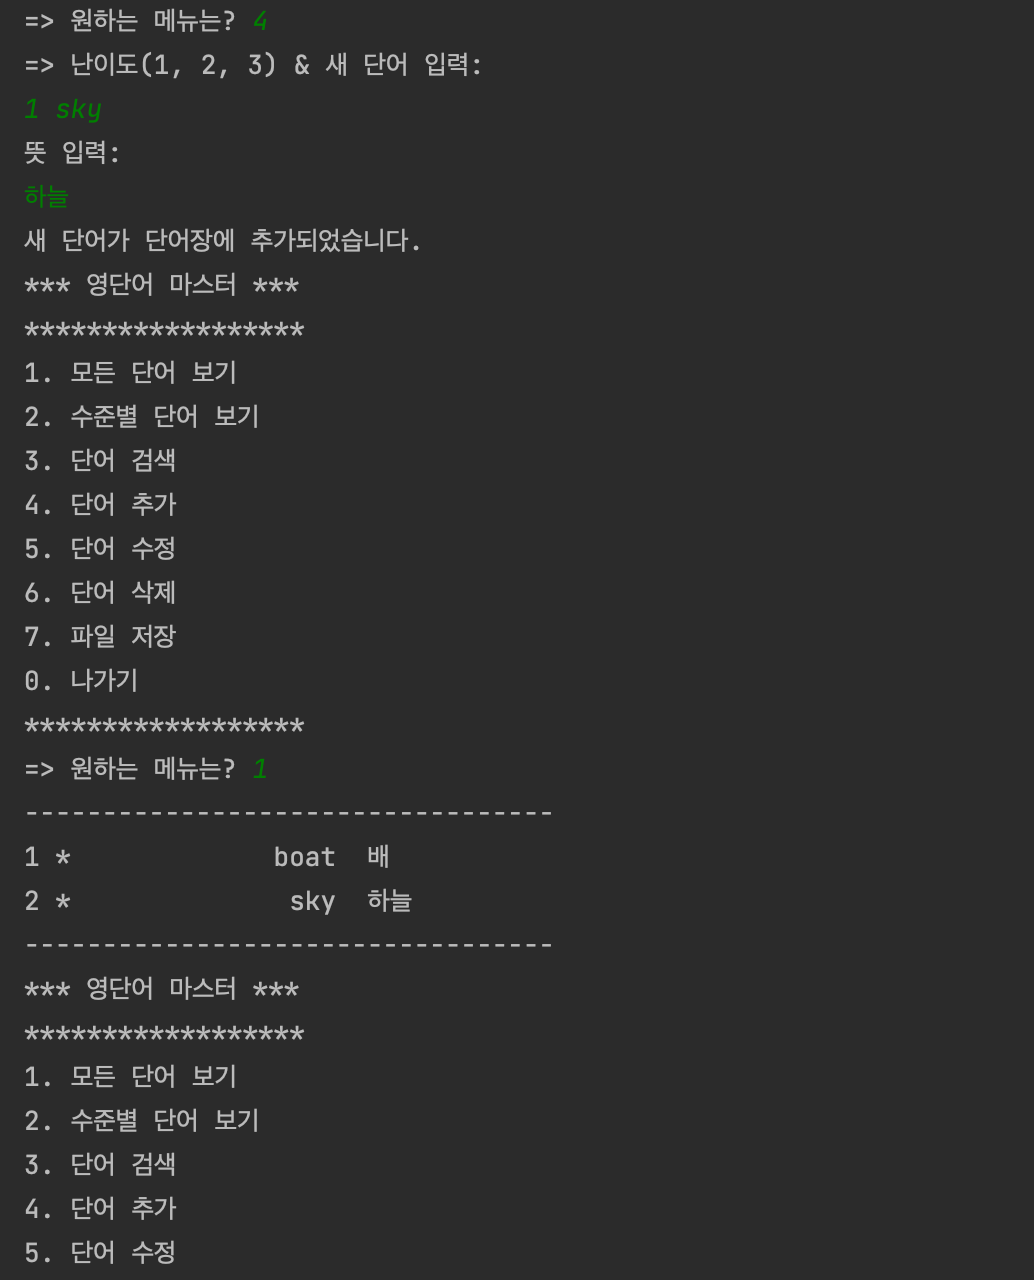 => 원하는 메뉴는? 4
=> 난이도(1, 2, 3) & 새 단어 입력:
1 sky
뜻 입력:
하늘
새 단어가 단어장에 추가되었습니다.
*** 영단어 마스터 ***
******************
1. 모든 단어 보기
2. 수준별 단어 보기
3. 단어 검색
4. 단어 추가
5. 단어 수정
6. 단어 삭제
7. 파일 저장
0. 나가기
******************
=> 원하는 메뉴는? 1
----------------------------------
1 *             boat  배
2 *              sky  하늘
----------------------------------
*** 영단어 마스터 ***
******************
1. 모든 단어 보기
2. 수준별 단어 보기
3. 단어 검색
4. 단어 추가
5. 단어 수정